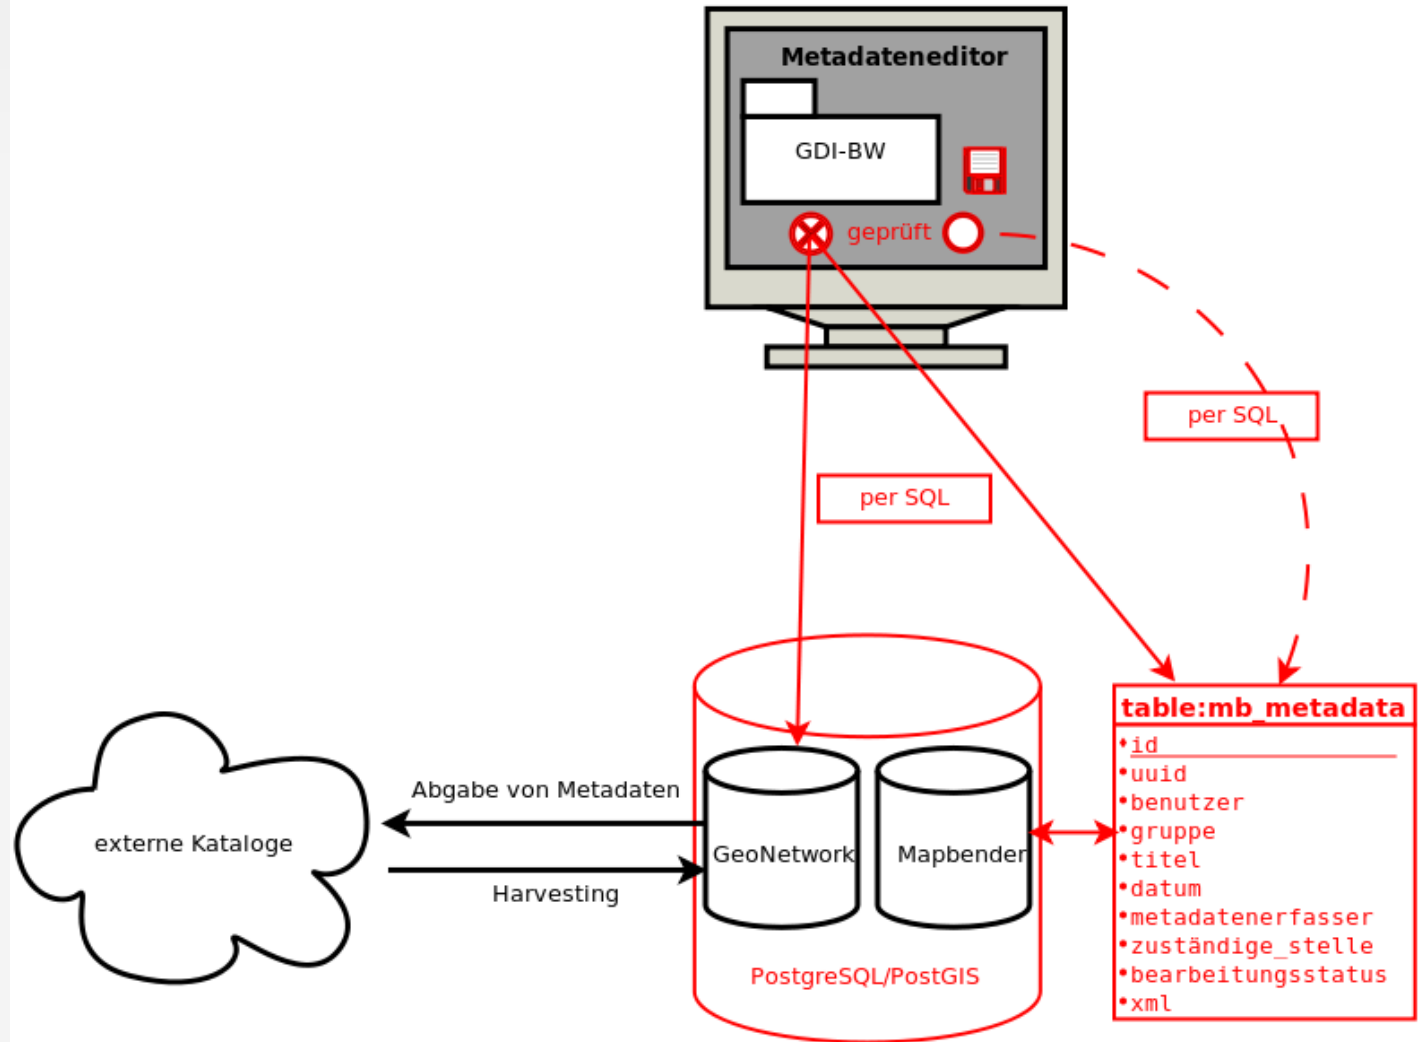 Metadateneditor
GDI-BW
geprüft
per SQL
per SQL
table:mb_metadata
id
uuid
benutzer
gruppe
titel
datum
metadatenerfasser
zuständige_stelle
bearbeitungsstatus
xml
Abgabe von Metadaten
externe Kataloge
Harvesting
GeoNetwork
Mapbender
PostgreSQL/PostGIS